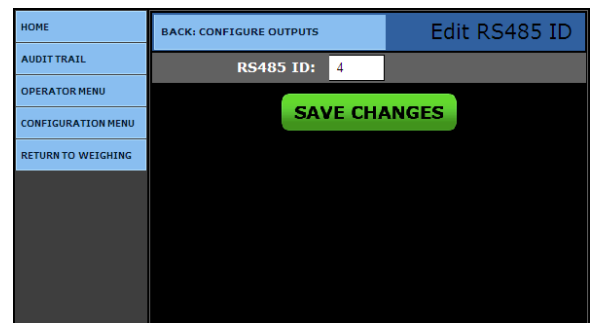 HOME
BACK: CONFIGURE OUTPUTS
Edit RS485 ID
AUDIT TRAIL
RS485 ID: 4
OPERATOR MENU
CONFIGURATION MENU
SAVE CHANGES
RETURN TO WEIGHING